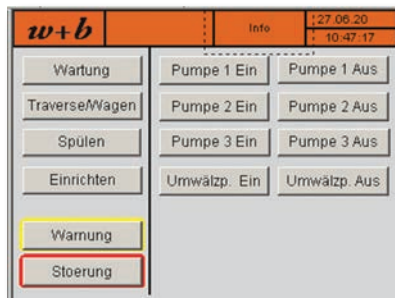 w+b
Info
27.06.20
10:47:17
Wartung
Pumpe 1 Ein
Pumpe 1 Aus
Traverse/Wagen
Pumpe 2 Ein
Pumpe 2 Aus
Spülen
Pumpe 3 Ein
Pumpe 3 Aus
Einrichten
Umwälzp. Ein
Umwälzp. Aus
Warnung
Stoerung